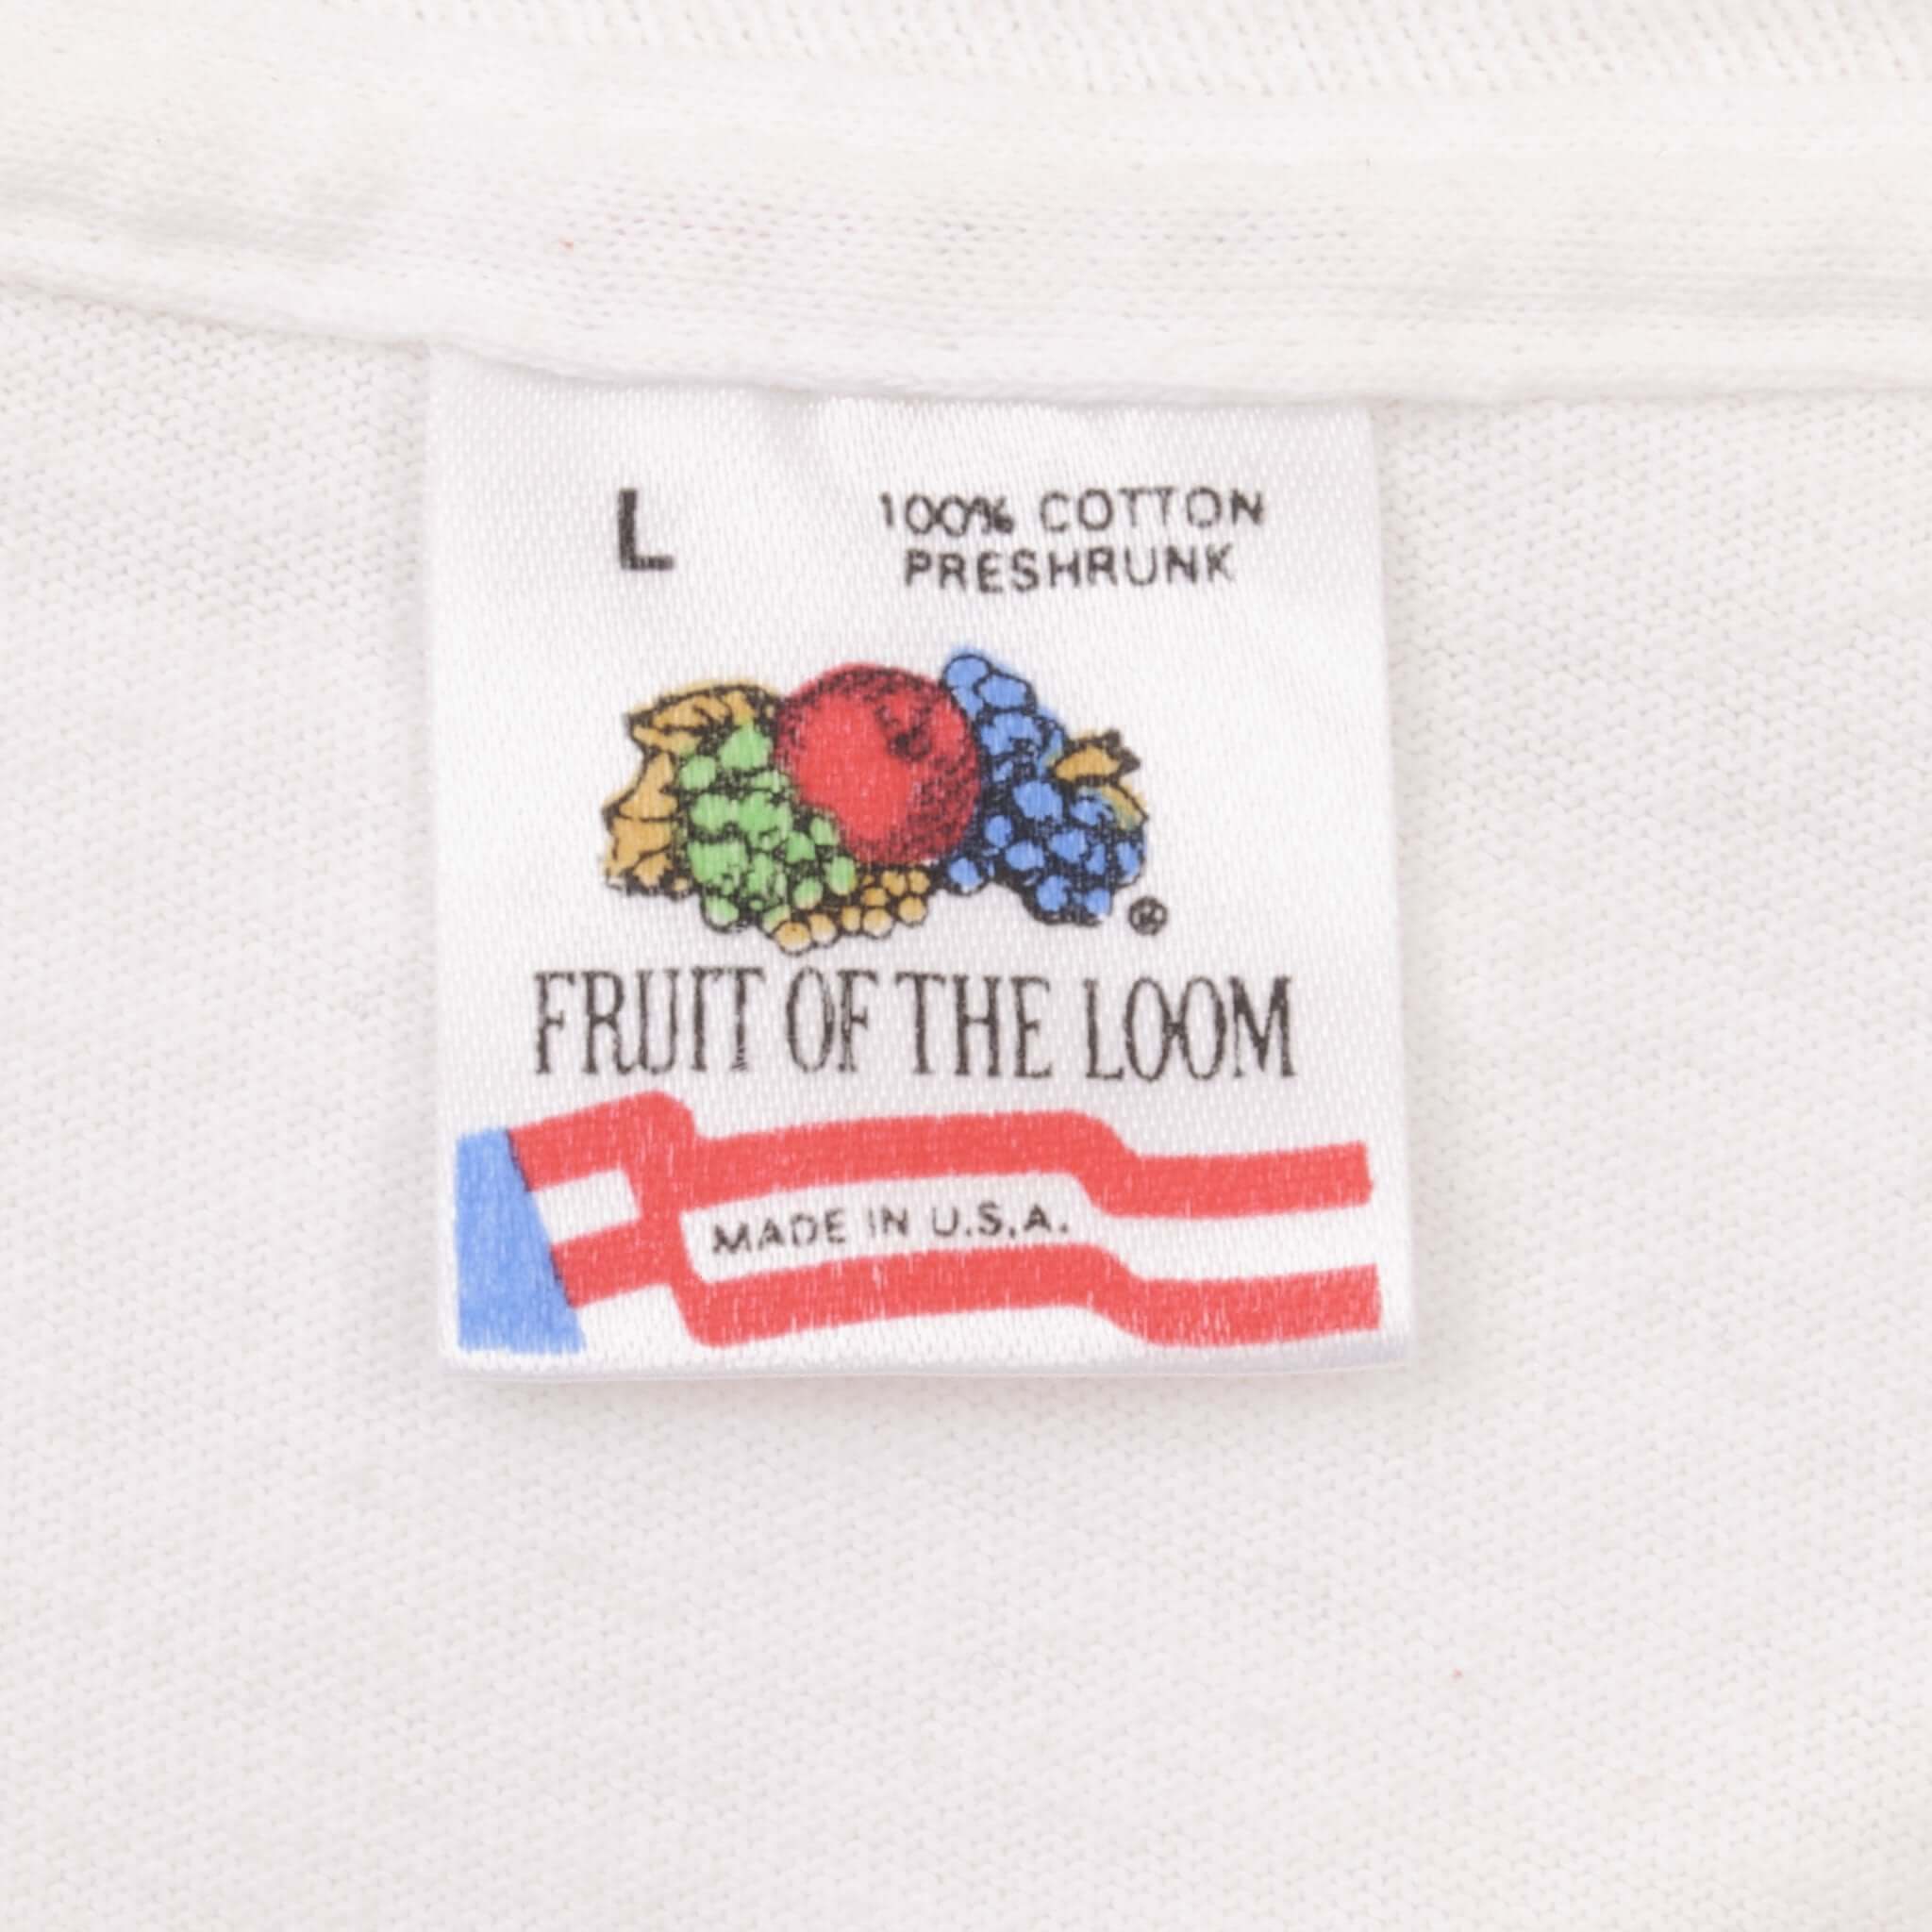 L
100% COTTON
PRESHRUNK
®
FRUIT OF THE LOOM
MADE IN U.S.A.